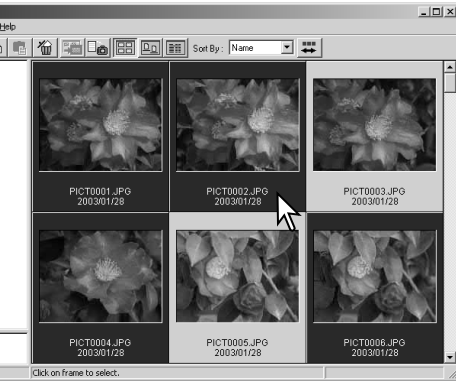 Help
Sort By : Name
PICT0001.JPG
2003/01/28
PICT0002.JPG
2003/01/28
PICT0003.JPG
2003/01/28
PICT0004.JPG
2003/01/28
PICT0005.JPG
2003/01/28
PICT0006.JPG
2003/01/28
Click on frame to select.